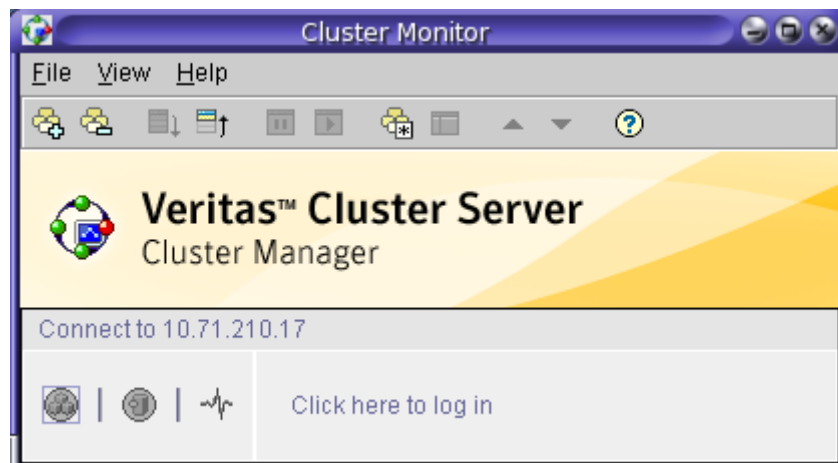 Cluster Monitor
File View Help
Veritas™ Cluster Server
Cluster Manager
Connect to 10.71.210.17
Click here to log in